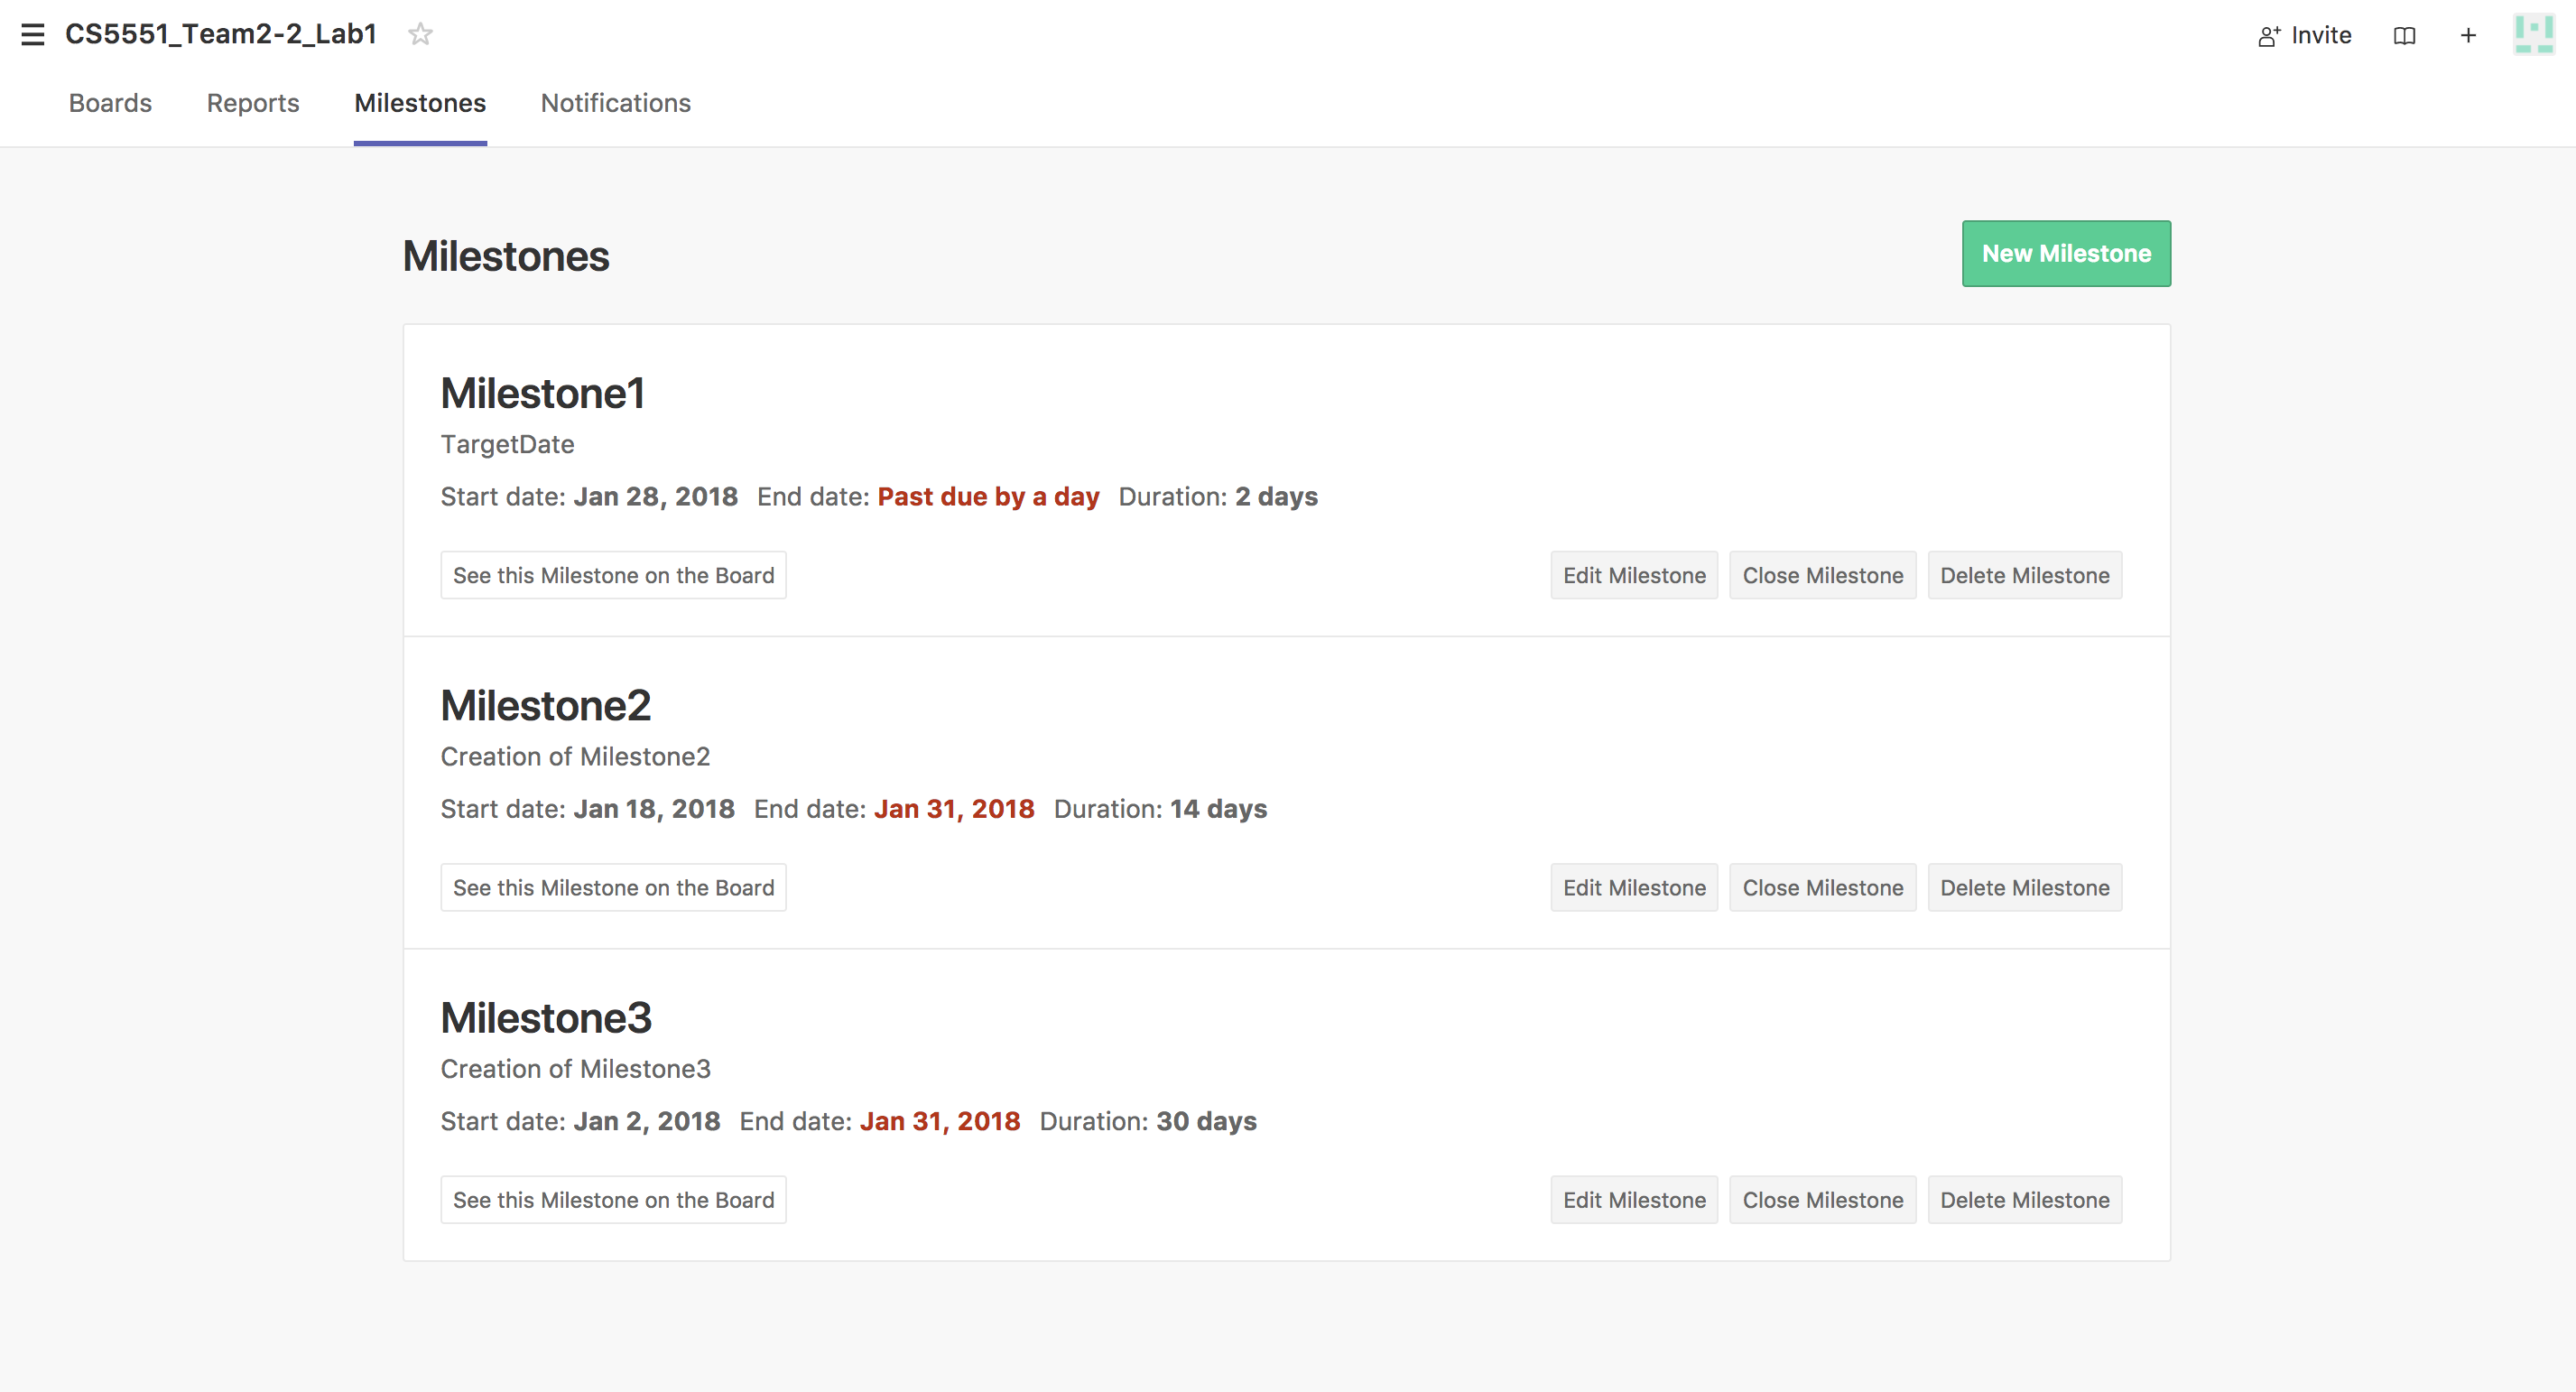 CS5551_Team2-2_Lab1
Invite
Boards Reports Milestones Notifications
Milestones
New Milestone
Milestone1
TargetDate
Start date: Jan 28, 2018 End date: Past due by a day Duration: 2 days
See this Milestone on the Board Edit Milestone Close Milestone Delete Milestone
Milestone2
Creation of Milestone2
Start date: Jan 18, 2018 End date: Jan 31, 2018 Duration: 14 days
See this Milestone on the Board Edit Milestone Close Milestone Delete Milestone
Milestone3
Creation of Milestone3
Start date: Jan 2, 2018 End date: Jan 31, 2018 Duration: 30 days
See this Milestone on the Board Edit Milestone Close Milestone Delete Milestone